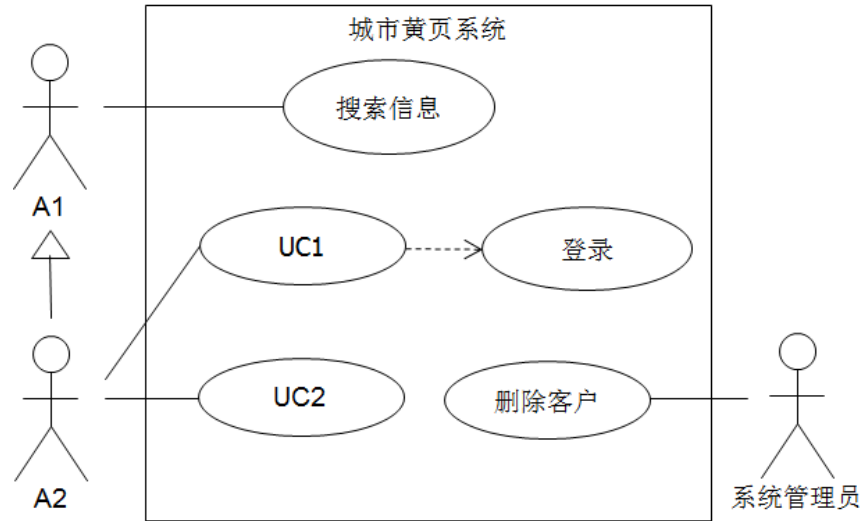 城市黄页系统
搜索信息
A1
UC1
登录
UC2
删除客户
A2
系统管理员